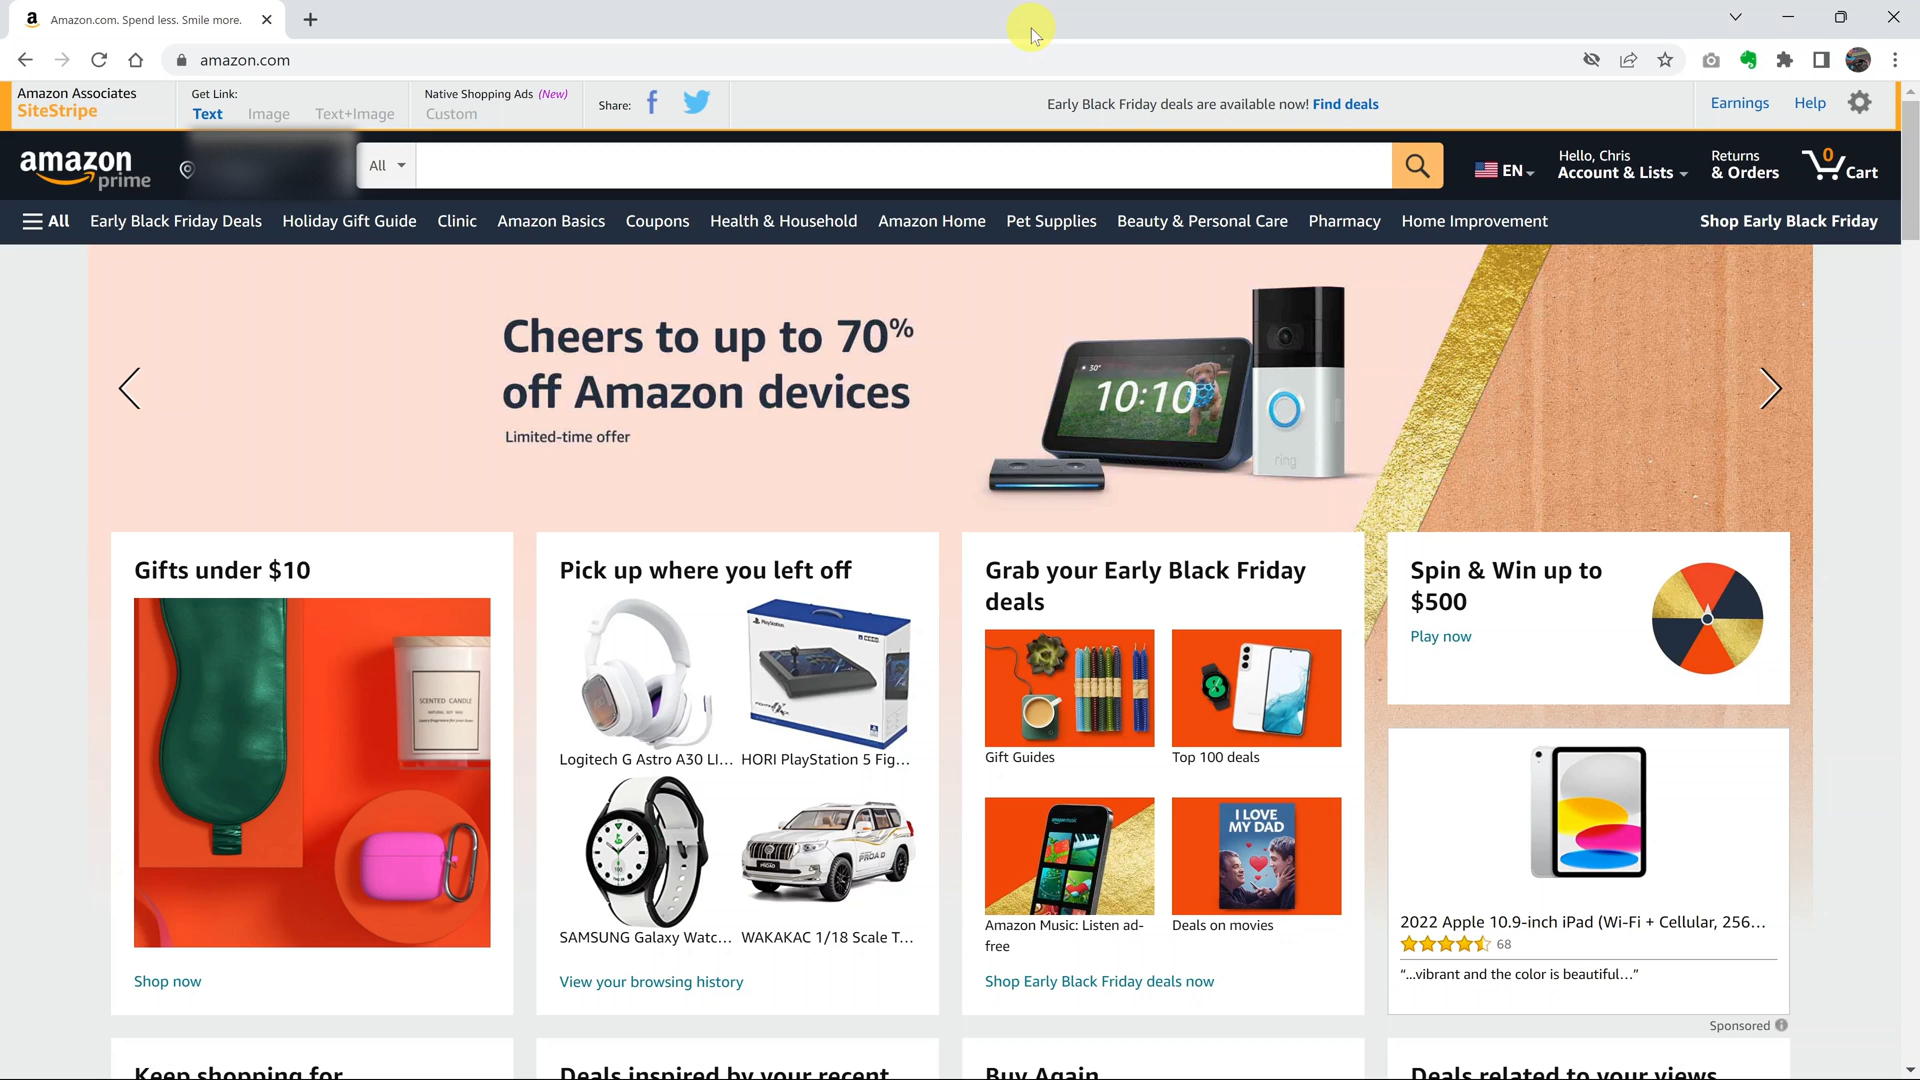 Amazon.com. Spend less. Smile more.
amazon.com
Amazon Associates
SiteStripe
Get Link:
Text Image Text+Image
Native Shopping Ads (New)
Custom
Share:
Early Black Friday deals are available now! Find deals
Earnings Help
amazon prime
All
EN
Hello, Chris
Account & Lists
Returns
& Orders
0
Cart
All Early Black Friday Deals Holiday Gift Guide Clinic Amazon Basics Coupons Health & Household Amazon Home Pet Supplies Beauty & Personal Care Pharmacy Home Improvement Shop Early Black Friday
Cheers to up to 70%
off Amazon devices
Limited-time offer
30°
10:10
ring
Gifts under $10
SCENTED CANDLE
NATURAL SOY WAX
Shop now
Pick up where you left off
PlayStation
HORI
Logitech G Astro A30 LI...
HORI PlayStation 5 Fig...
SAMSUNG Galaxy Watc...
WAKAKAC 1/18 Scale T...
View your browsing history
Grab your Early Black Friday
deals
Gift Guides
Top 100 deals
amazon music
I LOVE
MY DAD
Amazon Music: Listen ad-
free
Deals on movies
Shop Early Black Friday deals now
Spin & Win up to
$500
Play now
2022 Apple 10.9-inch iPad (Wi-Fi + Cellular, 256...
68
“...vibrant and the color is beautiful...”
Sponsored
Keep shopping for
Deals inspired by your recent
Buy Again
Deals related to your views